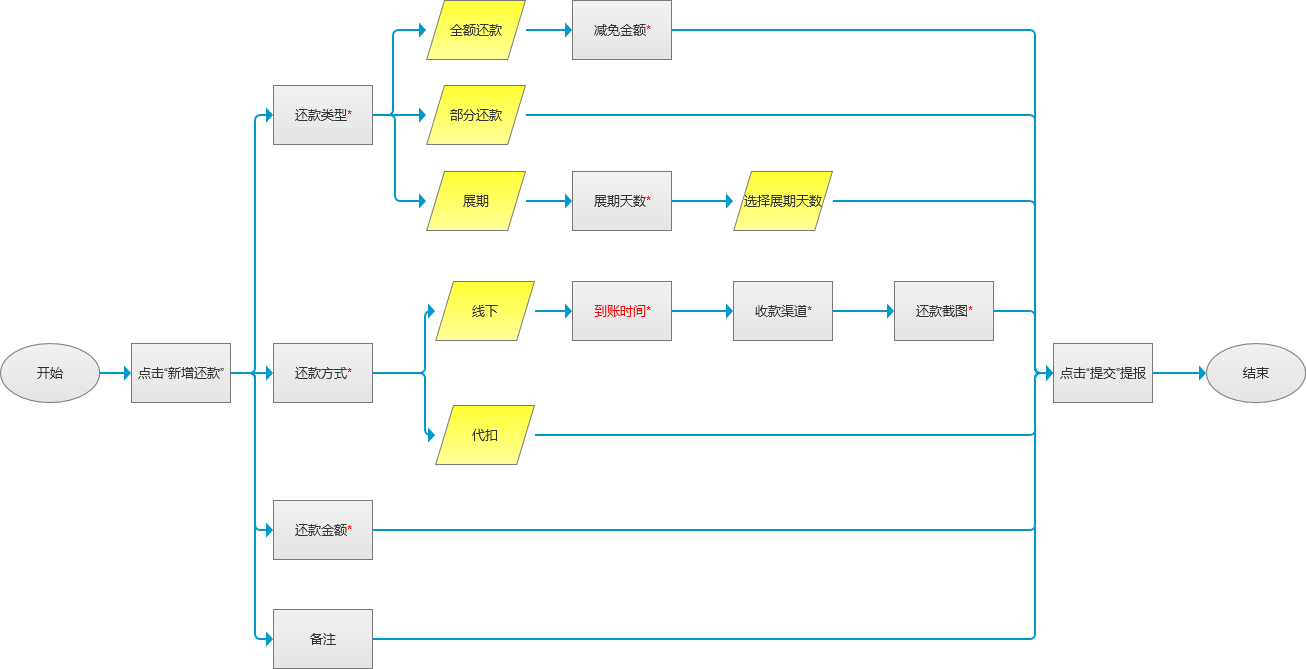 全额还款
减免金额*
还款类型*
部分还款
展期
展期天数*
选择展期天数
线下
到账时间*
收款渠道*
还款截图*
开始
点击“新增还款”
还款方式*
点击“提交”提报
结束
代扣
还款金额*
备注